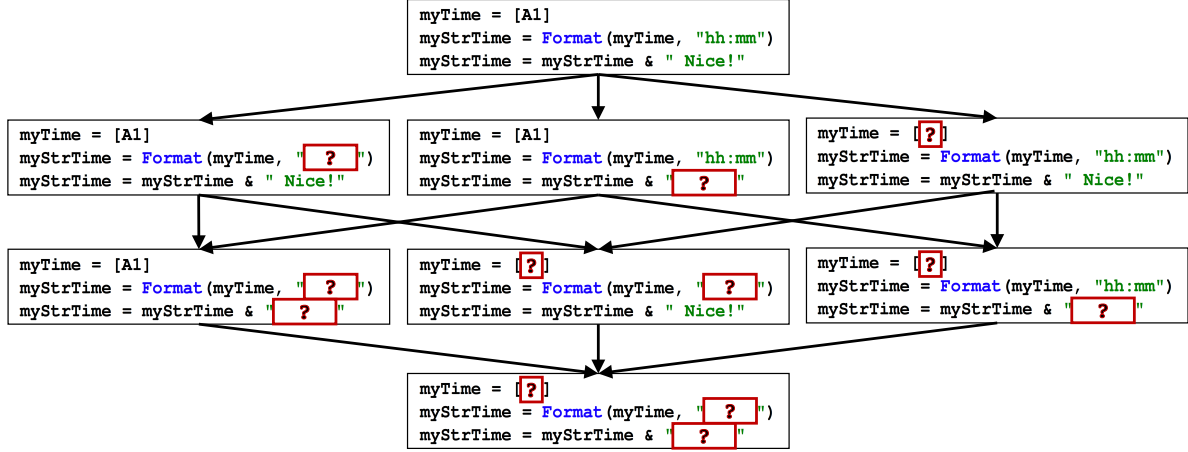 myTime = [A1]
myStrTime = Format(myTime, "hh:mm")
myStrTime = myStrTime & " Nice!"
myTime = [A1]
myStrTime = Format(myTime, "?")
myStrTime = myStrTime & " Nice!"
myTime = [A1]
myStrTime = Format(myTime, "hh:mm")
myStrTime = myStrTime & "?"
myTime = [?]
myStrTime = Format(myTime, "hh:mm")
myStrTime = myStrTime & " Nice!"
myTime = [A1]
myStrTime = Format(myTime, "?")
myStrTime = myStrTime & "?"
myTime = [?]
myStrTime = Format(myTime, "?")
myStrTime = myStrTime & " Nice!"
myTime = [?]
myStrTime = Format(myTime, "hh:mm")
myStrTime = myStrTime & "?"
myTime = [?]
myStrTime = Format(myTime, "?")
myStrTime = myStrTime & "?"